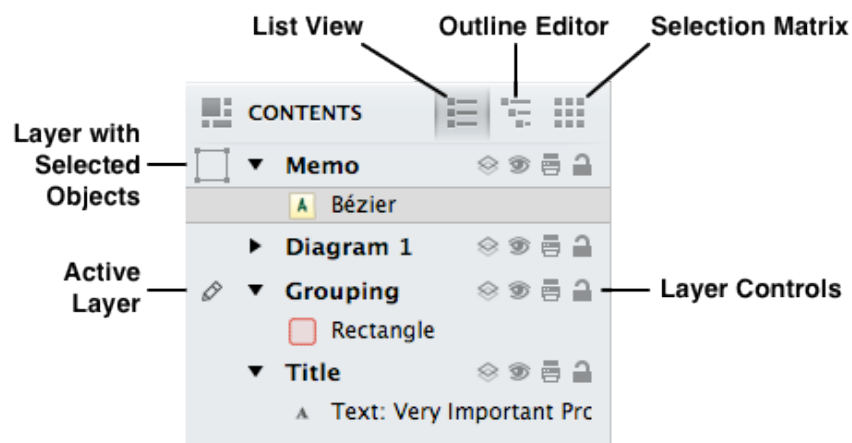 List View
Outline Editor
Selection Matrix
CONTENTS
Layer with
Selected
Objects
Memo
A Bézier
Diagram 1
Active
Layer
Grouping
Layer Controls
Rectangle
Title
A Text: Very Important Prc